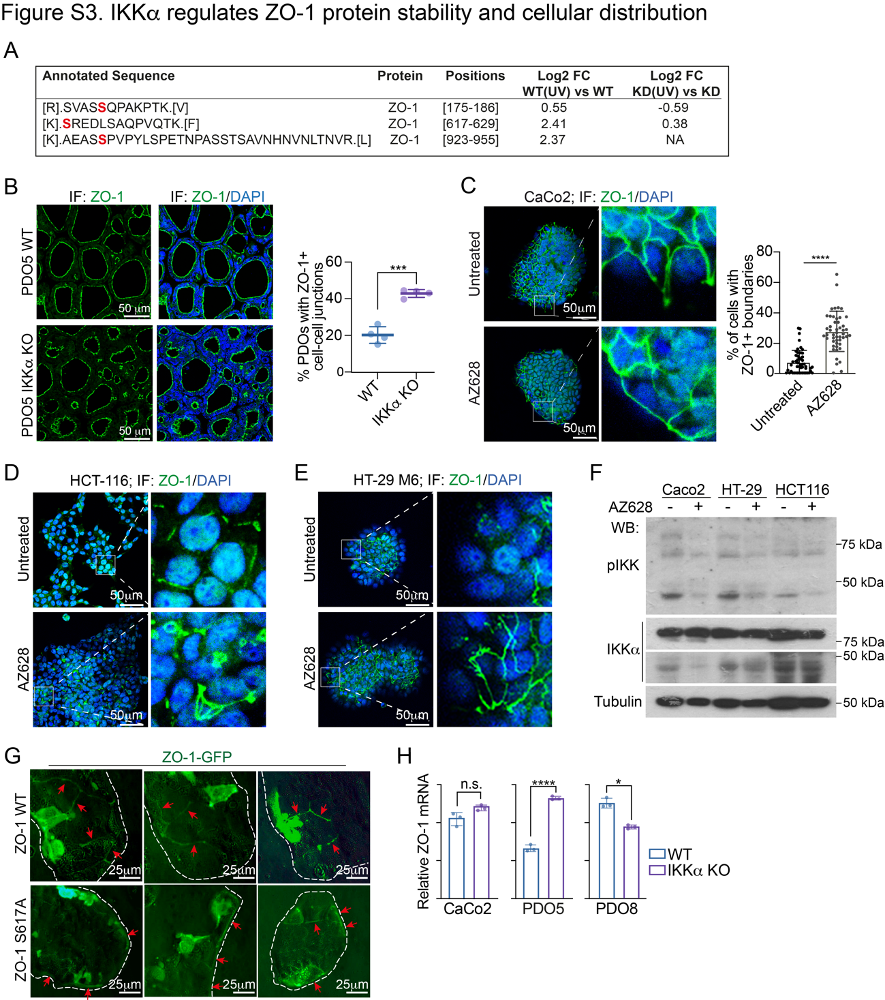 Figure S3. IKKα regulates ZO-1 protein stability and cellular distribution
A
Annotated Sequence Protein Positions Log2 FC WT(UV) vs WT Log2 FC KD(UV) vs KD
[R].SVASSQPAKPTK.[V] ZO-1 [175-186] 0.55 -0.59
[K].SREDLSAQPVQTK.[F] ZO-1 [617-629] 2.41 0.38
[K].AEASSPVPYLSPETNPASSTSAVNHNVNLTNVR.[L] ZO-1 [923-955] 2.37 NA
B
IF: ZO-1
IF: ZO-1/DAPI
PDO5 WT
50 µm
PDO5 IKKα KO
50 µm
% PDOs with ZO-1+
cell-cell junctions
60
40
20
0
***
WT
IKKα KO
C
CaCo2; IF: ZO-1/DAPI
Untreated
50µm
AZ628
50µm
% of cells with
ZO-1+ boundaries
80
60
40
20
0
****
Untreated
AZ628
D
HCT-116; IF: ZO-1/DAPI
Untreated
50µm
AZ628
50µm
E
HT-29 M6; IF: ZO-1/DAPI
Untreated
50µm
AZ628
50µm
F
Caco2 HT-29 HCT116
AZ628 - + - + - +
WB:
pIKK
75 kDa
50 kDa
IKKα
75 kDa
50 kDa
Tubulin
50 kDa
G
ZO-1-GFP
ZO-1 WT
25µm 25µm 25µm
ZO-1 S617A
25µm 25µm 25µm
H
Relative ZO-1 mRNA
n.s.
****
*
CaCo2 PDO5 PDO8
WT
IKKα KO